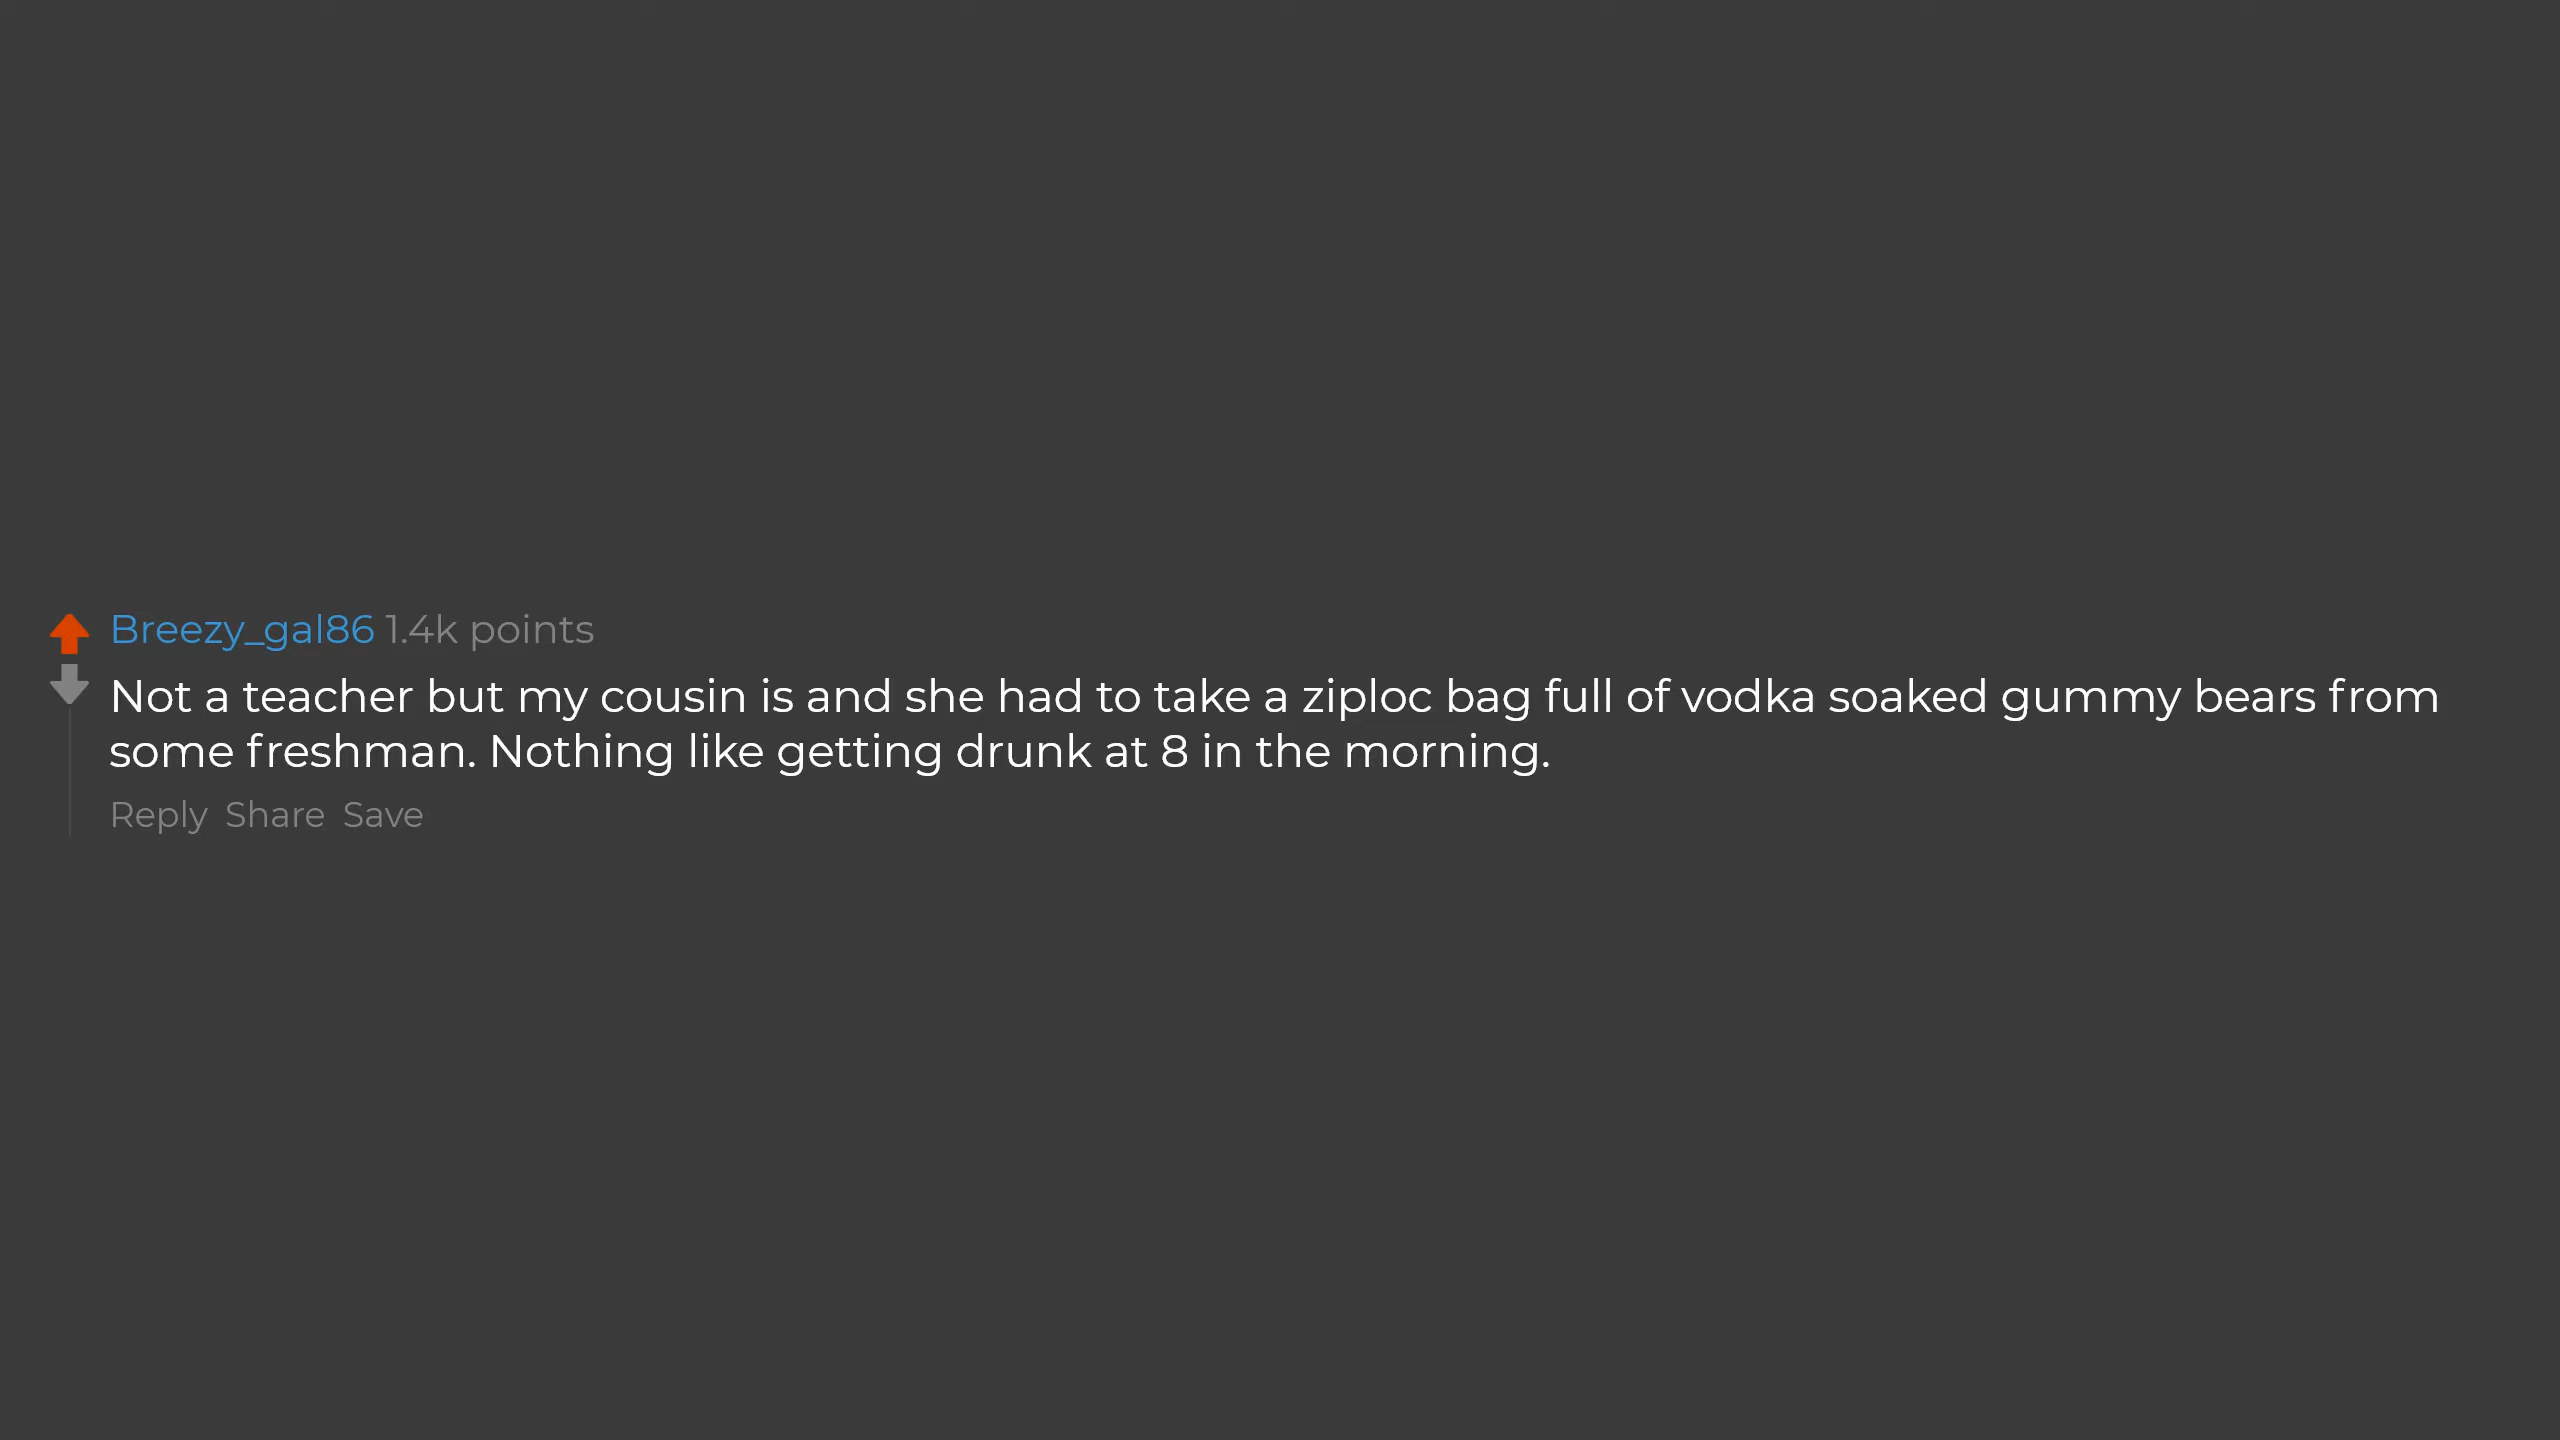 Breezy_gal86 1.4k points
Not a teacher but my cousin is and she had to take a ziploc bag full of vodka soaked gummy bears from
some freshman. Nothing like getting drunk at 8 in the morning.
Reply Share Save